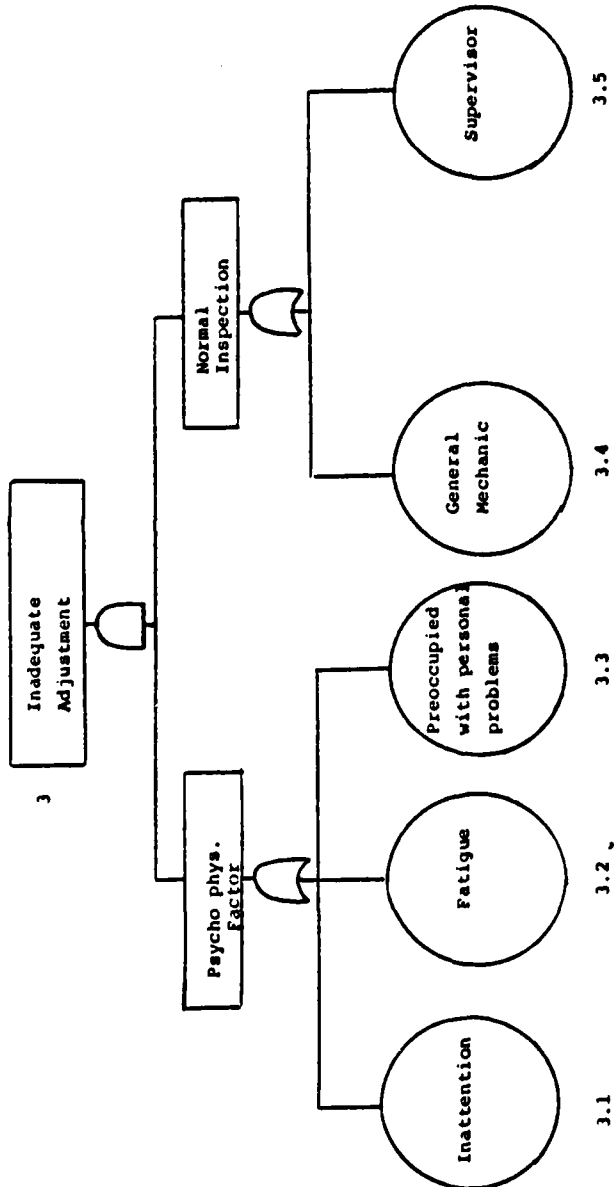 Inadequate
Adjustment
3
Psycho phys.
Factor
Normal
Inspection
Inattention
Fatigue
Preoccupied
with personal
problems
General
Mechanic
Supervisor
3.1
3.2
3.3
3.4
3.5